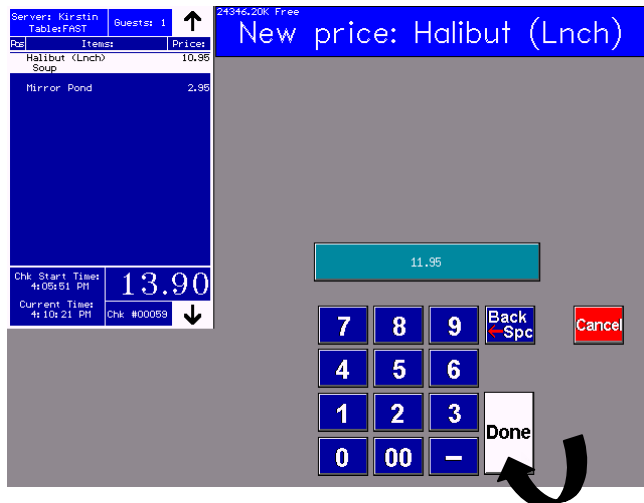 Server: Kirstin
Table:FAST
Guests: 1
Pos Items: Price:
Halibut (Lnch) 10.95
Soup
Mirror Pond 2.95
Chk Start Time:
4:05:51 PM
13.90
Current Time:
4:10:21 PM
Chk #00059
24346.20K Free
New price: Halibut (Lnch)
11.95
7 8 9 Back
←Spc
Cancel
4 5 6
1 2 3
Done
0 00 –